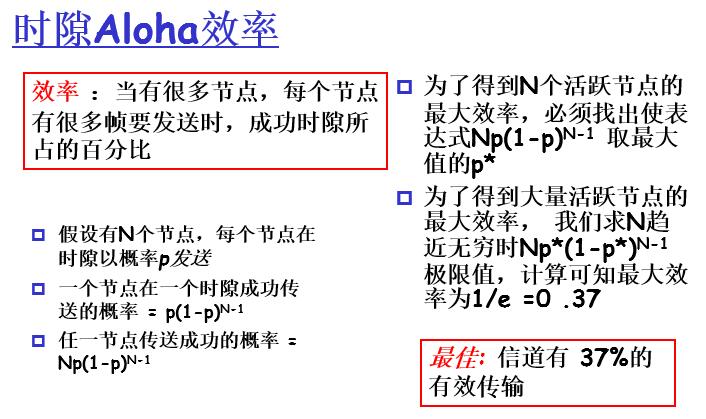 时隙Aloha效率
效率 ：当有很多节点，每个节点
有很多帧要发送时，成功时隙所
占的百分比
假设有N个节点，每个节点在
时隙以概率p发送
一个节点在一个时隙成功传
送的概率 = p(1-p)ᴺ⁻¹
任一节点传送成功的概率 =
Np(1-p)ᴺ⁻¹
为了得到N个活跃节点的
最大效率，必须找出使表
达式Np(1-p)ᴺ⁻¹ 取最大
值的p*
为了得到大量活跃节点的
最大效率， 我们求N趋
近无穷时Np*(1-p*)ᴺ⁻¹
极限值，计算可知最大效
率为1/e =0 .37
最佳: 信道有 37%的
有效传输